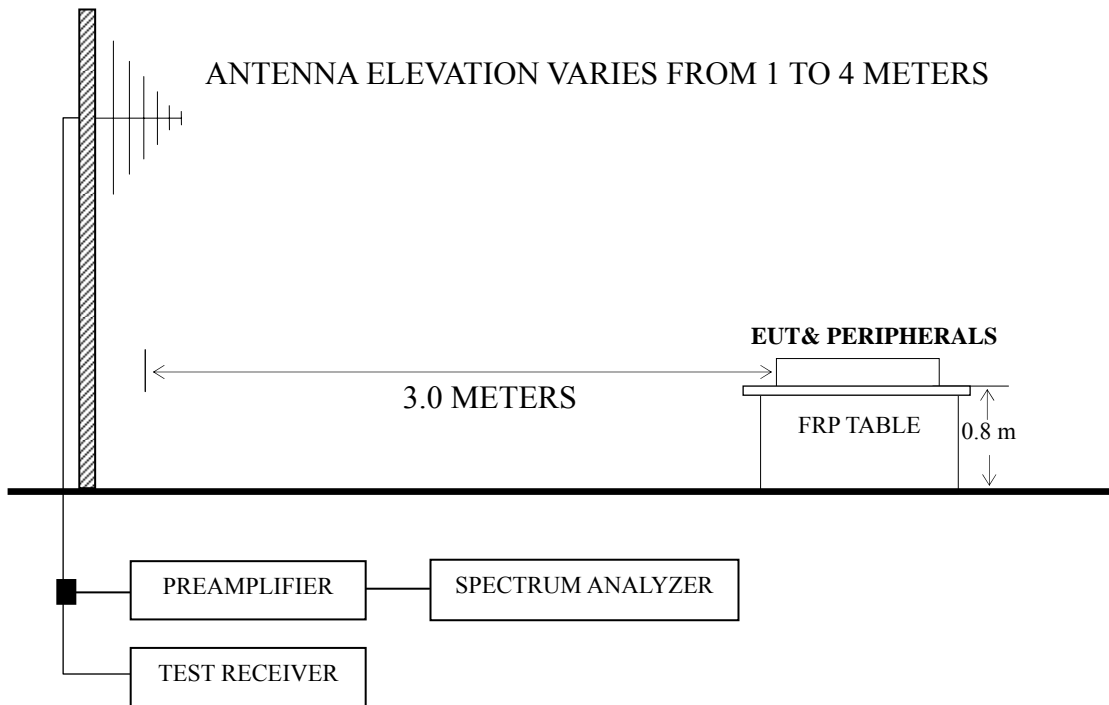 ANTENNA ELEVATION VARIES FROM 1 TO 4 METERS
EUT& PERIPHERALS
3.0 METERS
FRP TABLE
0.8 m
PREAMPLIFIER
SPECTRUM ANALYZER
TEST RECEIVER